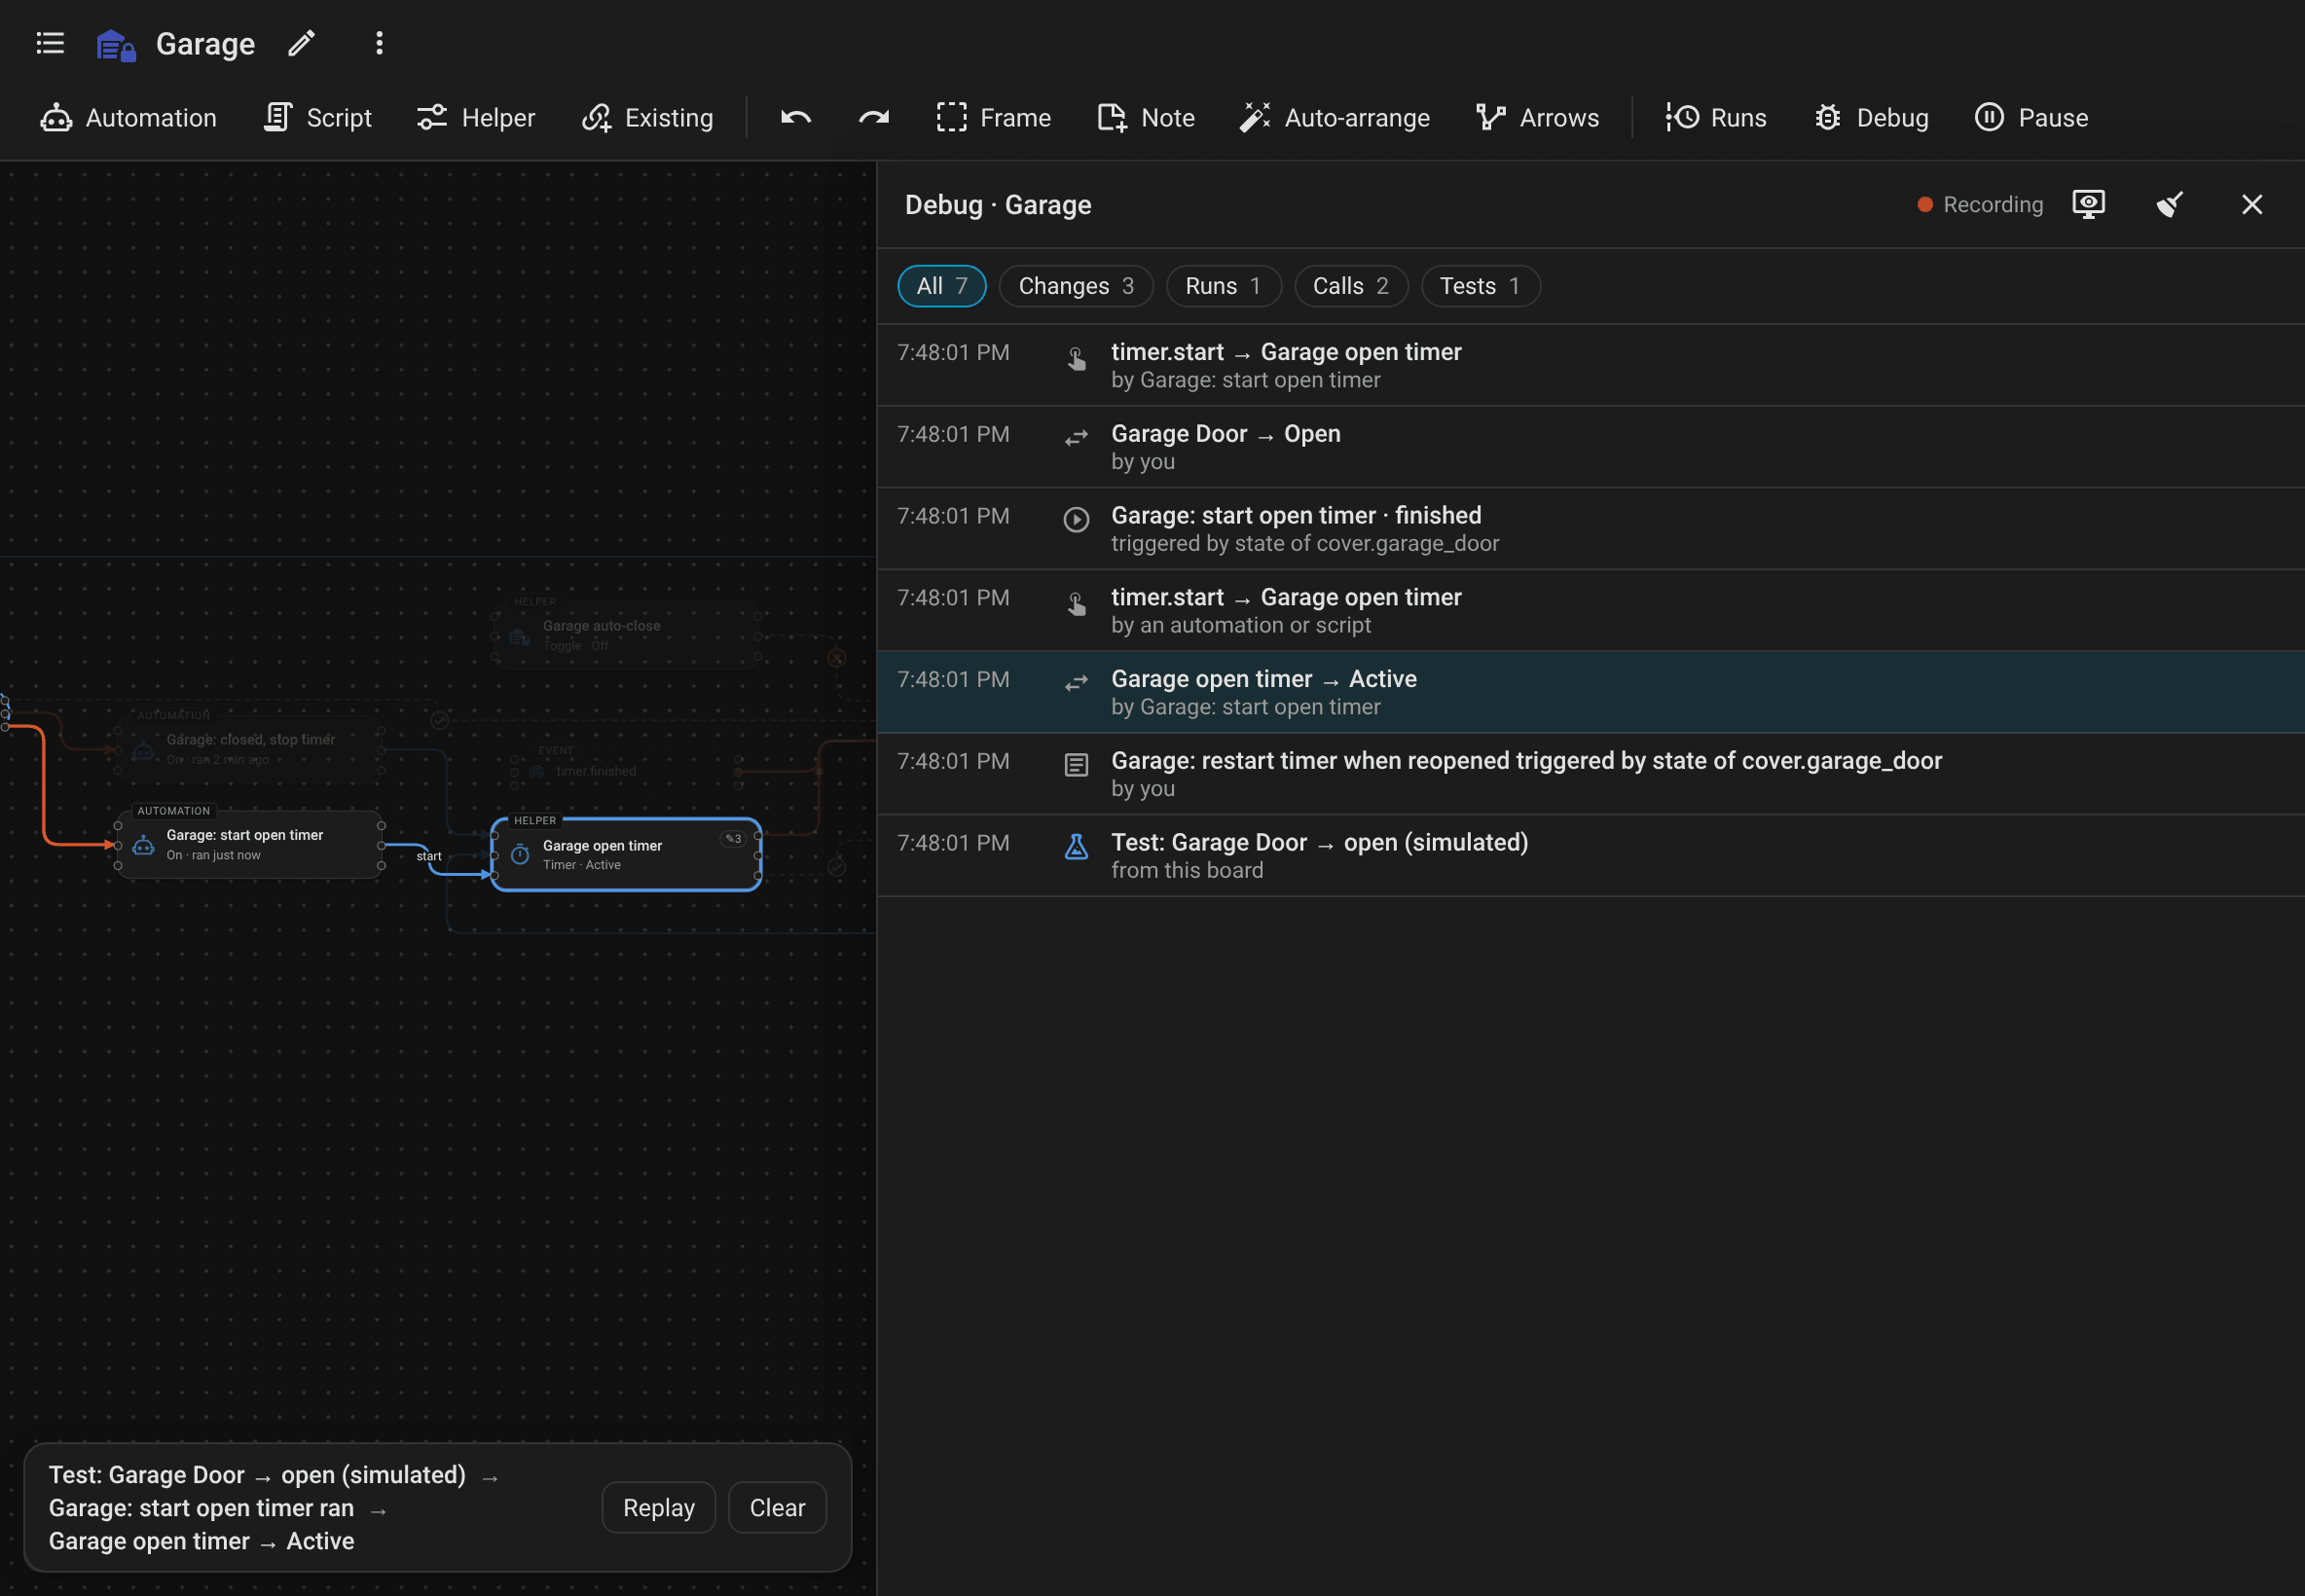 Garage
Automation
Script
Helper
Existing
Frame
Note
Auto-arrange
Arrows
Runs
Debug
Pause
HELPER
Garage auto-close
Toggle · Off
AUTOMATION
Garage: closed, stop timer
On · ran 2 min ago
EVENT
timer.finished
AUTOMATION
Garage: start open timer
On · ran just now
start
HELPER
Garage open timer
Timer · Active
✎3
Test: Garage Door → open (simulated) →
Garage: start open timer ran →
Garage open timer → Active
Replay
Clear
Debug · Garage
Recording
All 7
Changes 3
Runs 1
Calls 2
Tests 1
7:48:01 PM
timer.start → Garage open timer
by Garage: start open timer
7:48:01 PM
Garage Door → Open
by you
7:48:01 PM
Garage: start open timer · finished
triggered by state of cover.garage_door
7:48:01 PM
timer.start → Garage open timer
by an automation or script
7:48:01 PM
Garage open timer → Active
by Garage: start open timer
7:48:01 PM
Garage: restart timer when reopened triggered by state of cover.garage_door
by you
7:48:01 PM
Test: Garage Door → open (simulated)
from this board